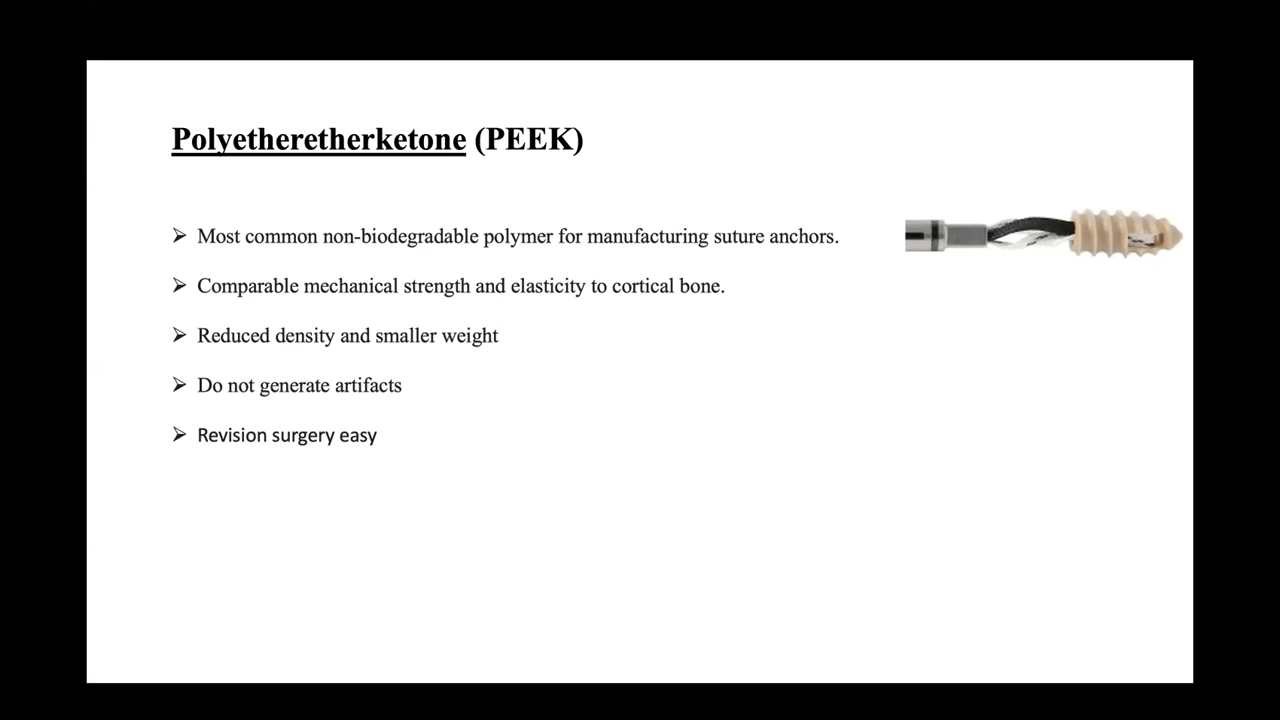 Polyetheretherketone (PEEK)
➢ Most common non-biodegradable polymer for manufacturing suture anchors.
➢ Comparable mechanical strength and elasticity to cortical bone.
➢ Reduced density and smaller weight
➢ Do not generate artifacts
➢ Revision surgery easy